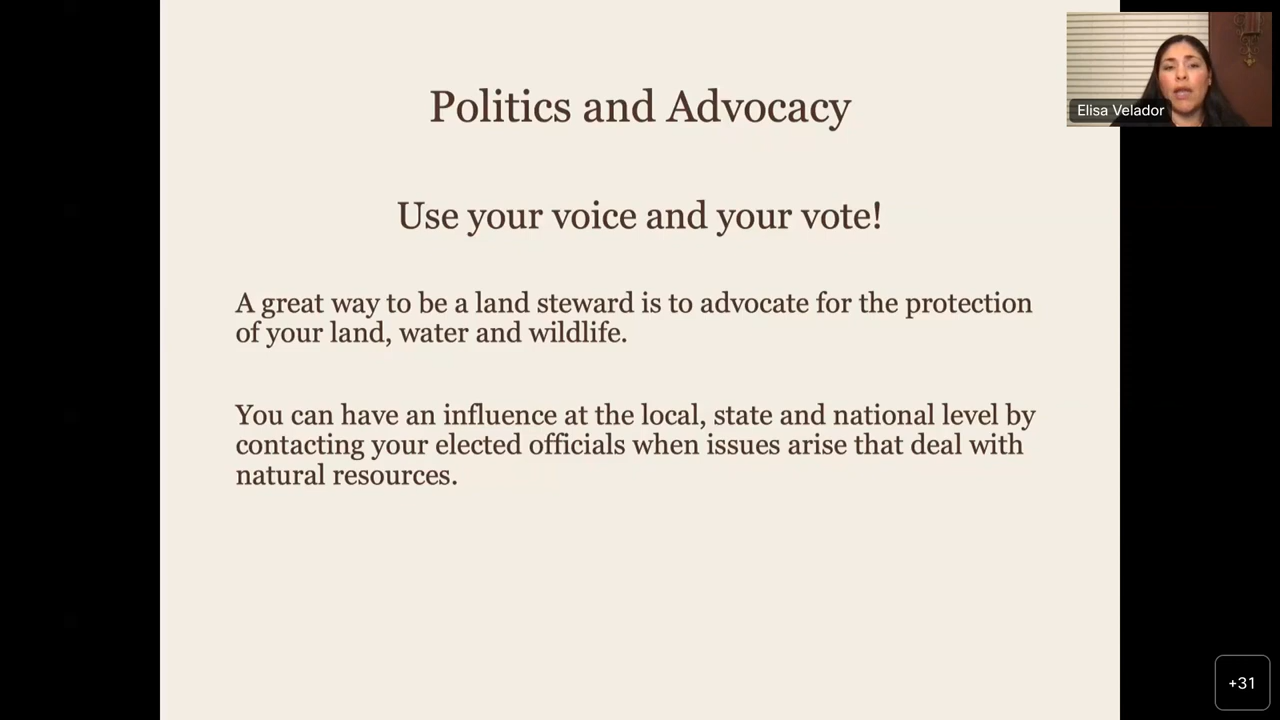 Politics and Advocacy
Elisa Velador
Use your voice and your vote!
A great way to be a land steward is to advocate for the protection
of your land, water and wildlife.
You can have an influence at the local, state and national level by
contacting your elected officials when issues arise that deal with
natural resources.
+31